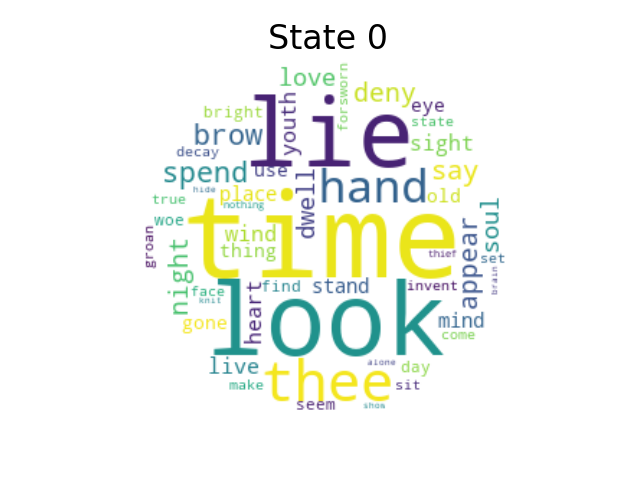 State 0
love
forsworn
deny
lie
youth
eye
bright
state
brow
sight
decay
spend
use
say
hide
place
hand
old
true
nothing
dwell
time
woe
wind
thing
soul
groan
night
appear
thief
set
brain
face
knit
heart
find
stand
invent
look
mind
gone
come
live
thee
alone
day
make
sit
seem
show